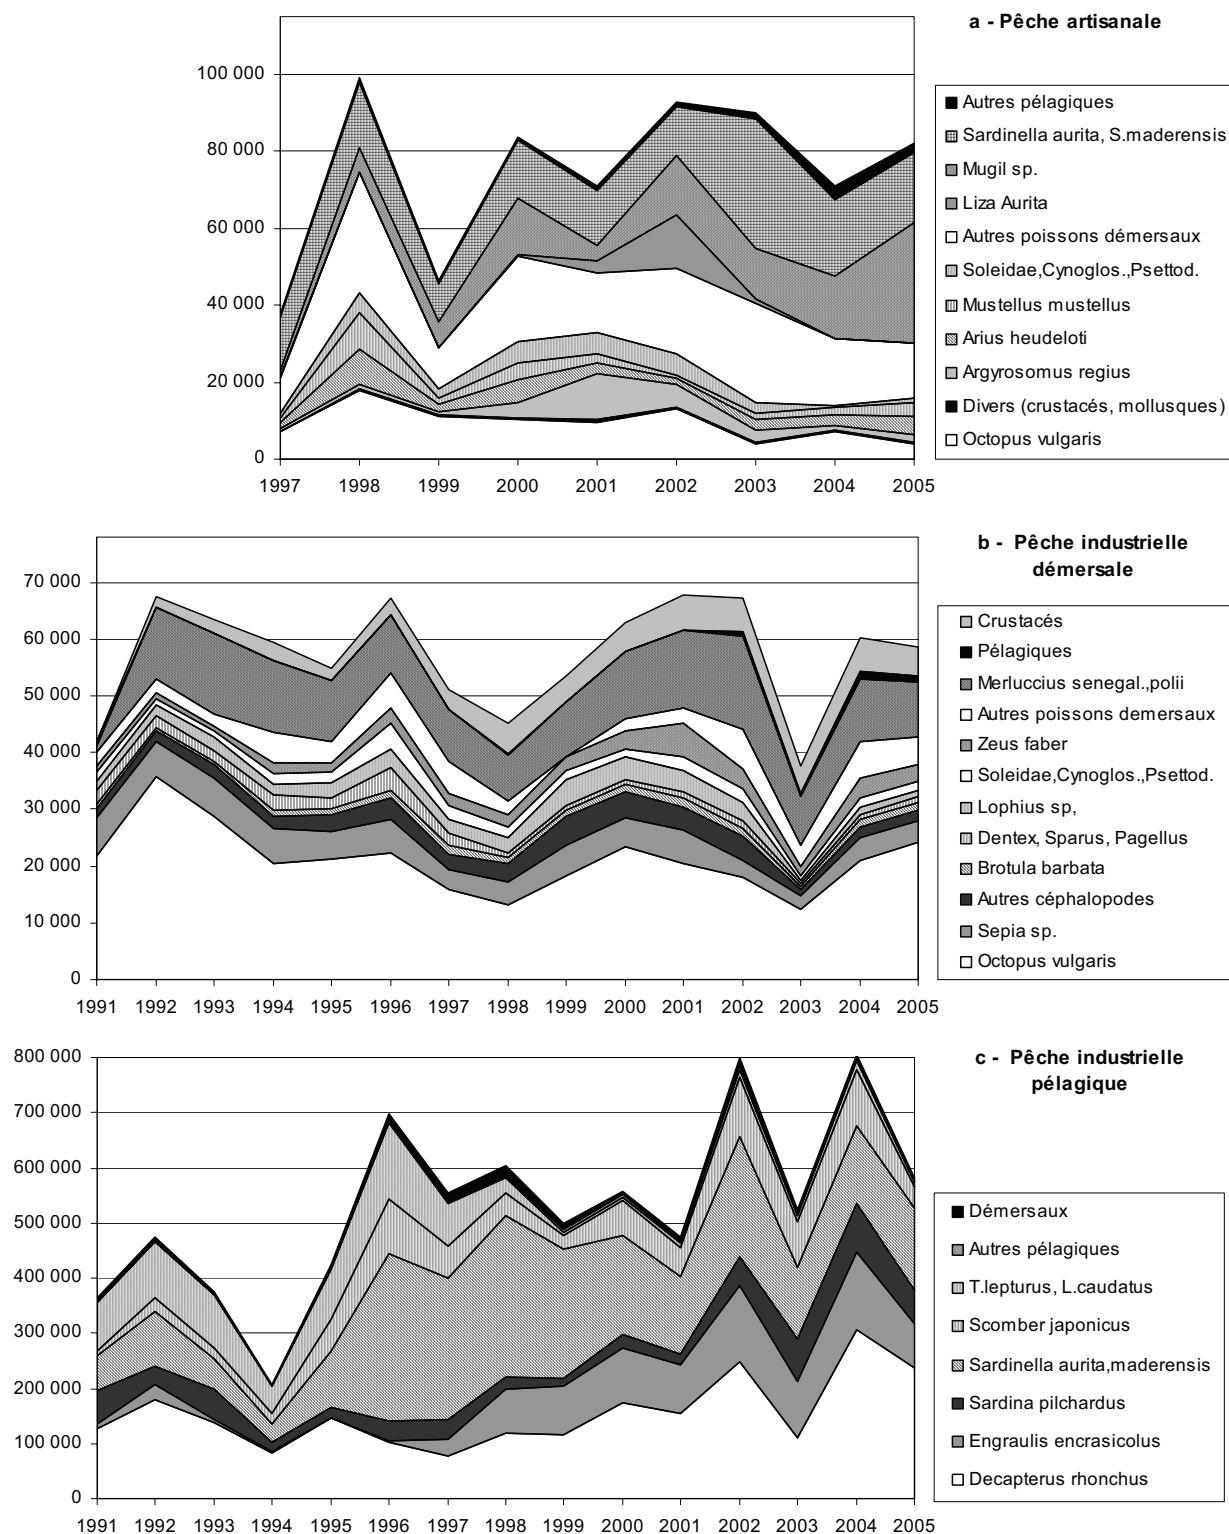 a - Pêche artisanale
100 000
80 000
60 000
40 000
20 000
0
1997 1998 1999 2000 2001 2002 2003 2004 2005
Autres pélagiques
Sardinella aurita, S.maderensis
Mugil sp.
Liza Aurita
Autres poissons démersaux
Soleidae,Cynoglos.,Psettod.
Mustellus mustellus
Arius heudeloti
Argyrosomus regius
Divers (crustacés, mollusques)
Octopus vulgaris
b - Pêche industrielle
démersale
70 000
60 000
50 000
40 000
30 000
20 000
10 000
0
1991 1992 1993 1994 1995 1996 1997 1998 1999 2000 2001 2002 2003 2004 2005
Crustacés
Pélagiques
Merluccius senegal.,polii
Autres poissons demersaux
Zeus faber
Soleidae,Cynoglos.,Psettod.
Lophius sp,
Dentex, Sparus, Pagellus
Brotula barbata
Autres céphalopodes
Sepia sp.
Octopus vulgaris
c - Pêche industrielle
pélagique
800 000
700 000
600 000
500 000
400 000
300 000
200 000
100 000
0
1991 1992 1993 1994 1995 1996 1997 1998 1999 2000 2001 2002 2003 2004 2005
Démersaux
Autres pélagiques
T.lepturus, L.caudatus
Scomber japonicus
Sardinella aurita,maderensis
Sardina pilchardus
Engraulis encrasicolus
Decapterus rhonchus